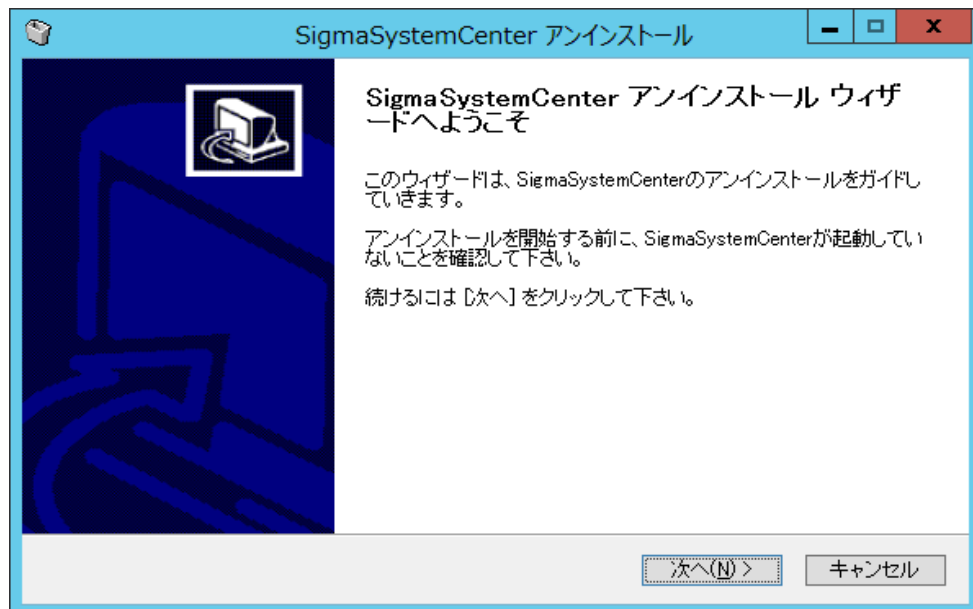 SigmaSystemCenter アンインストール
SigmaSystemCenter アンインストール ウィザ
ードへようこそ
このウィザードは、SigmaSystemCenterのアンインストールをガイドし
ていきます。
アンインストールを開始する前に、SigmaSystemCenterが起動してい
ないことを確認して下さい。
続けるには [次へ] をクリックして下さい。
次へ(N) >
キャンセル